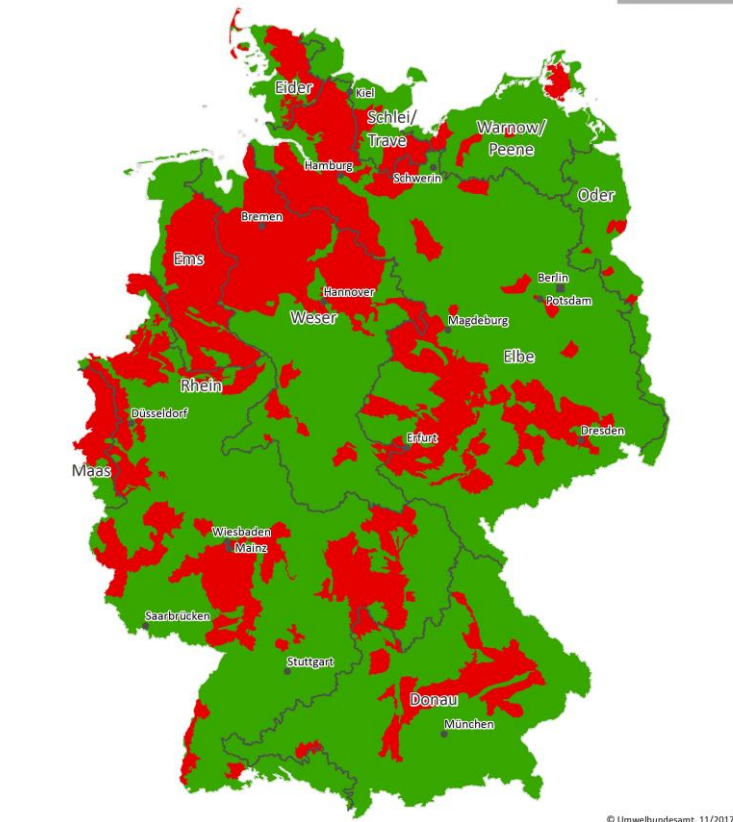 Eider
Kiel
Schlei/
Trave
Warnow/
Peene
Hamburg
Schwerin
Oder
Bremen
Ems
Berlin
Hannover
Potsdam
Weser
Magdeburg
Elbe
Rhein
Düsseldorf
Dresden
Erfurt
Maas
Wiesbaden
Mainz
Saarbrücken
Stuttgart
Donau
München
© Umweltbundesamt, 11/2017